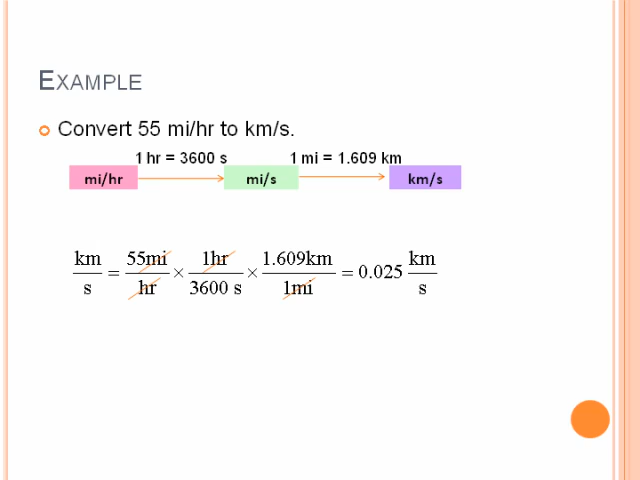 EXAMPLE
Convert 55 mi/hr to km/s.
1 hr = 3600 s 1 mi = 1.609 km
mi/hr mi/s km/s
km/s = 55mi/hr × 1hr/3600 s × 1.609km/1mi = 0.025 km/s